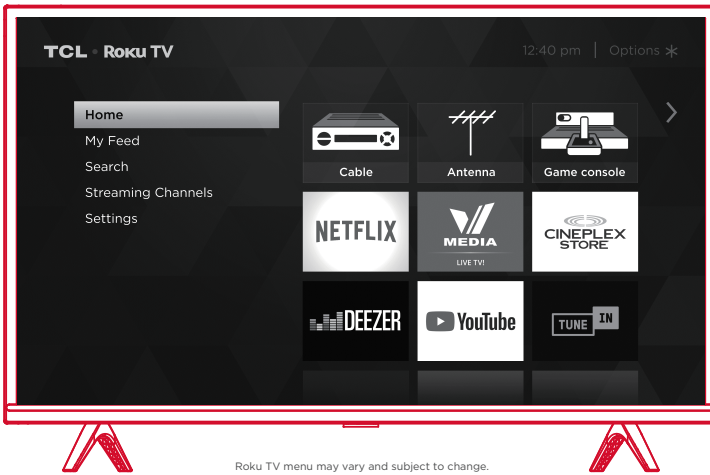 TCL • Roku TV
12:40 pm | Options *
Home
My Feed
Search
Streaming Channels
Settings
Cable
Antenna
Game console
NETFLIX
V
MEDIA
LIVE TV!
CINEPLEX
STORE
DEEZER
YouTube
TUNE IN
Roku TV menu may vary and subject to change.